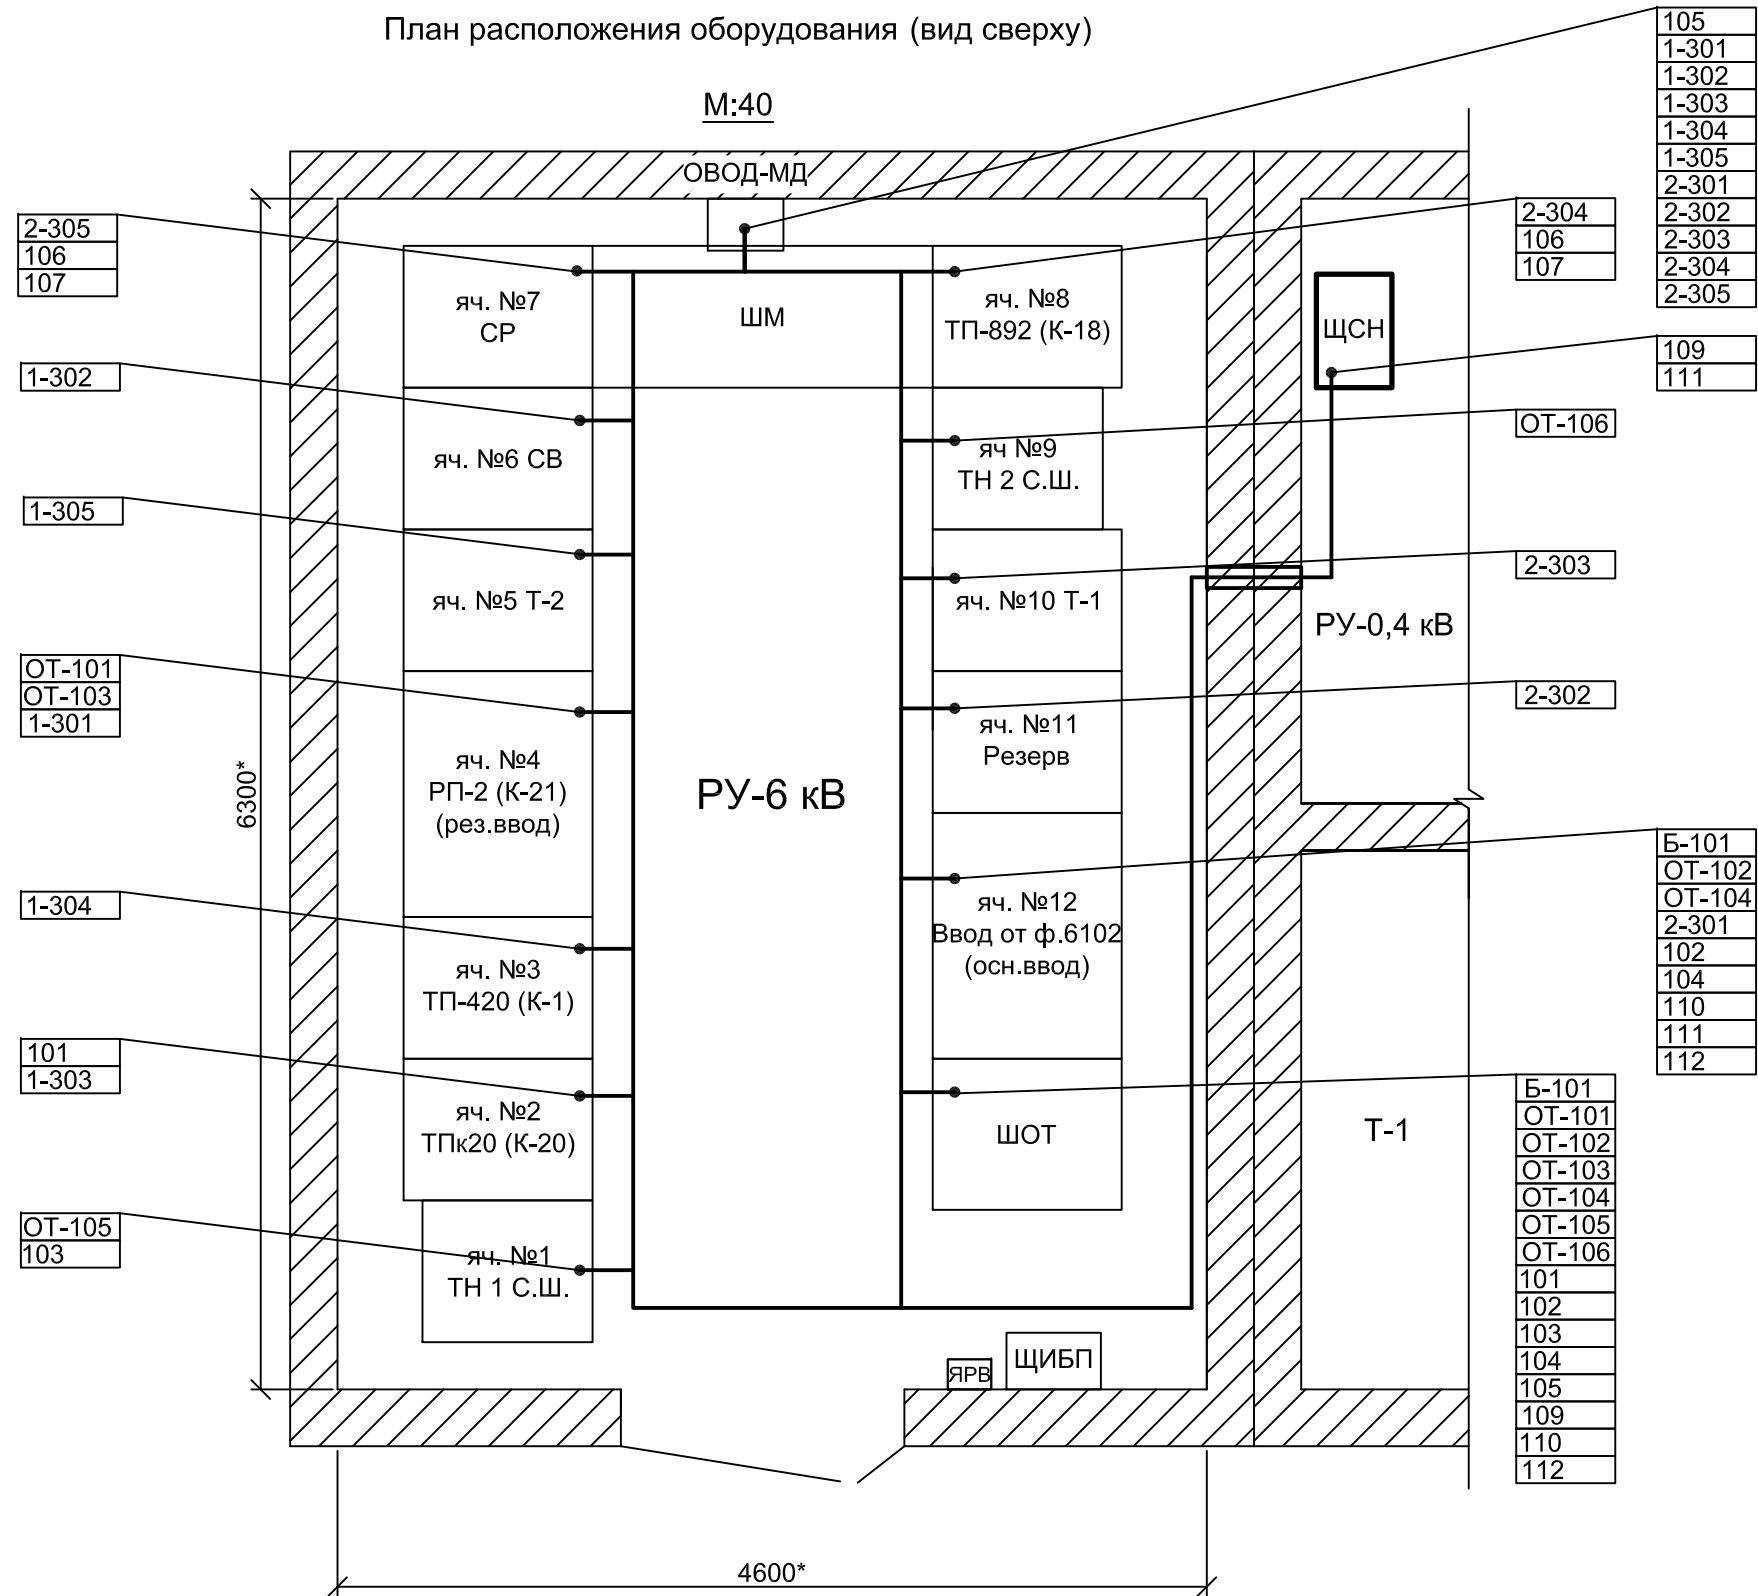 План расположения оборудования (вид сверху)
М:40
ОВОД-МД
105
1-301
1-302
1-303
1-304
1-305
2-301
2-302
2-303
2-304
2-305
2-305
106
107
2-304
106
107
яч. №7
СР
ШМ
яч. №8
ТП-892 (К-18)
ЩСН
109
111
1-302
ОТ-106
яч. №6 СВ
яч №9
ТН 2 С.Ш.
1-305
2-303
яч. №5 Т-2
яч. №10 Т-1
РУ-0,4 кВ
ОТ-101
ОТ-103
1-301
2-302
яч. №4
РП-2 (К-21)
(рез.ввод)
РУ-6 кВ
яч. №11
Резерв
6300*
Б-101
ОТ-102
ОТ-104
2-301
102
104
110
111
112
1-304
яч. №12
Ввод от ф.6102
(осн.ввод)
яч. №3
ТП-420 (К-1)
101
1-303
яч. №2
ТПк20 (К-20)
ШОТ
Т-1
Б-101
ОТ-101
ОТ-102
ОТ-103
ОТ-104
ОТ-105
ОТ-106
101
102
103
104
105
109
110
112
ОТ-105
103
яч. №1
ТН 1 С.Ш.
ЯРВ
ЩИБП
4600*